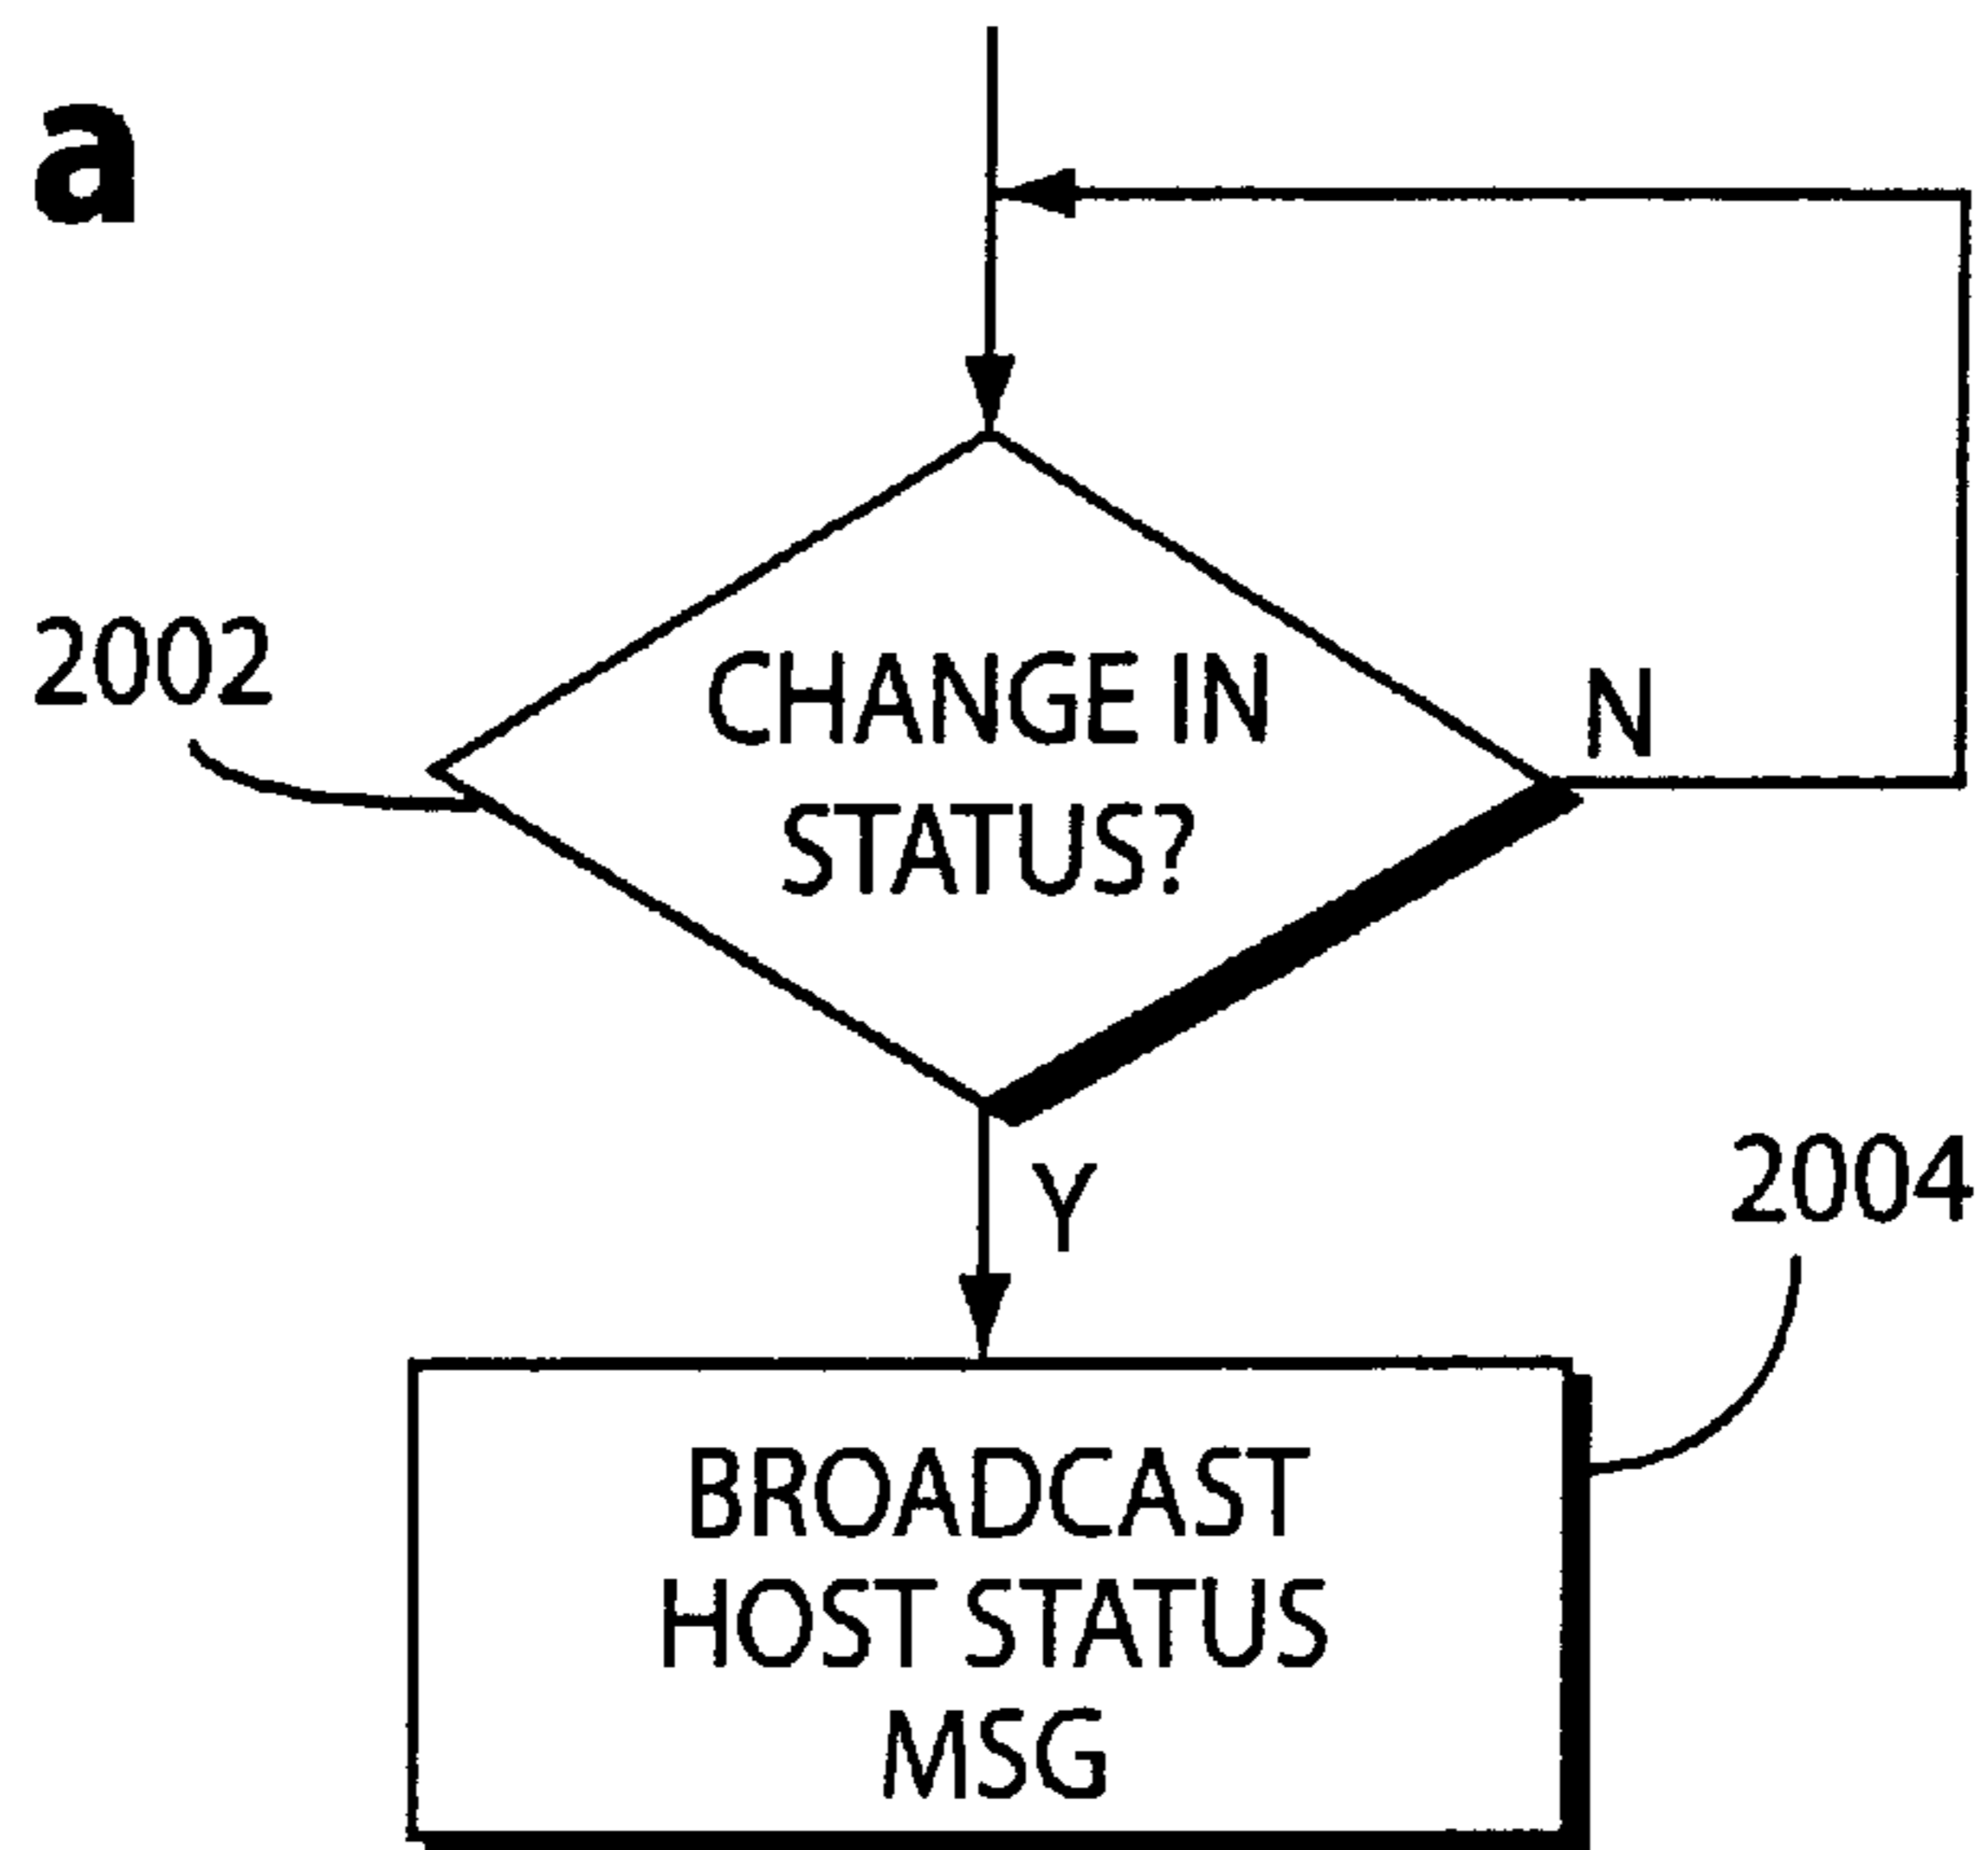 a
2002
CHANGE IN
STATUS?
N
Y
2004
BROADCAST
HOST STATUS
MSG